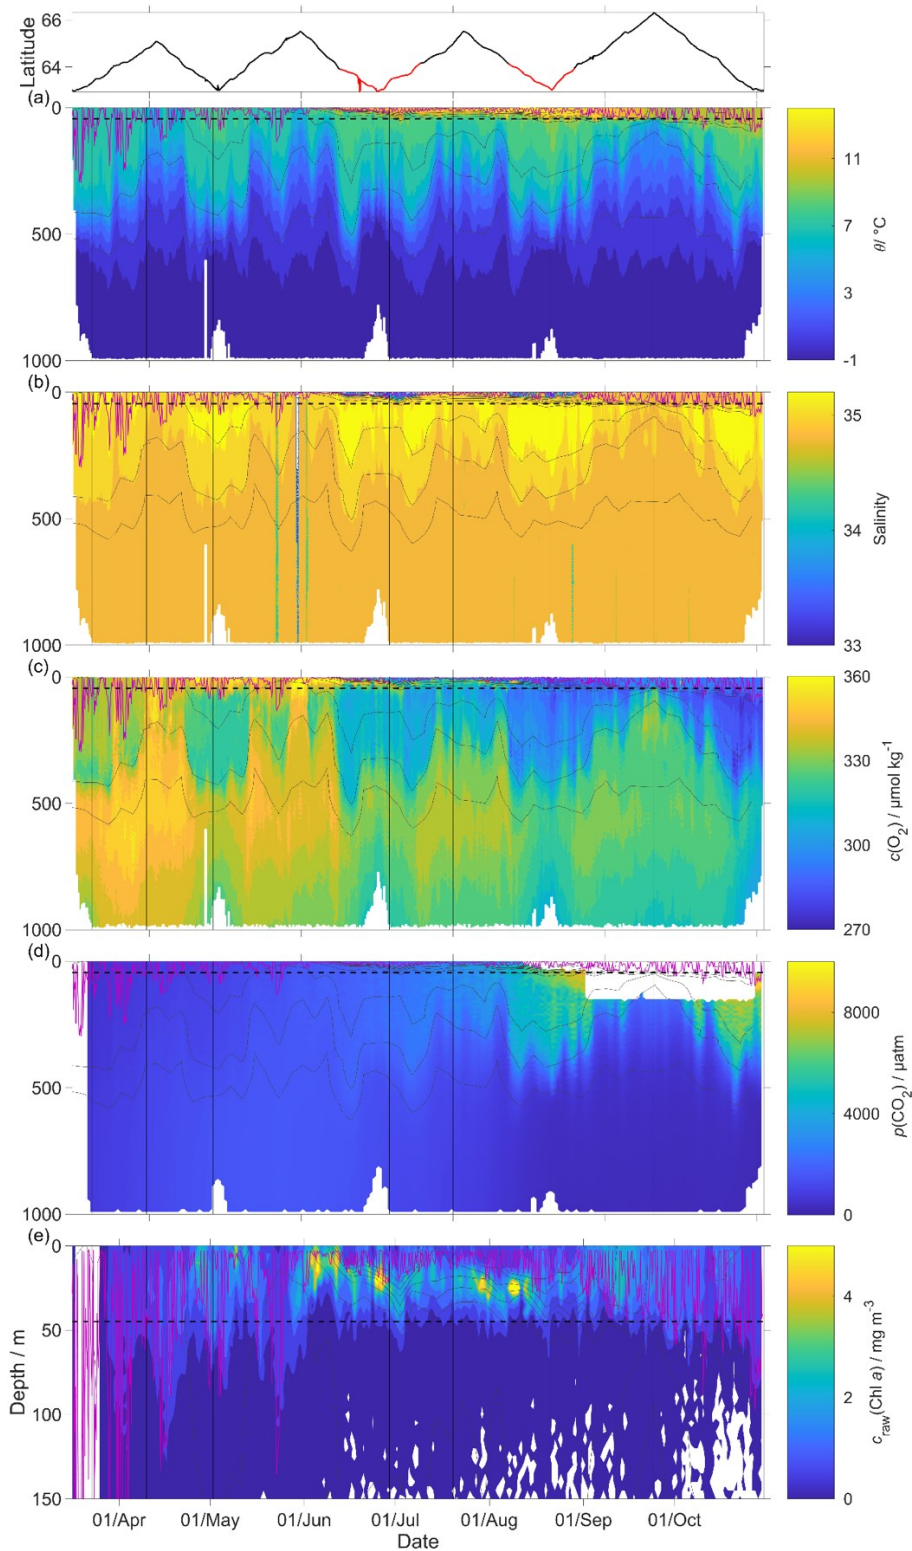 66
64
Latitude
(a)
0
500
1000
11
7
3
-1
θ/ °C
(b)
0
500
1000
35
34
33
Salinity
(c)
0
500
1000
360
330
300
270
c(O₂) / µmol kg⁻¹
(d)
0
500
1000
8000
4000
0
p(CO₂) / µatm
(e)
0
50
100
150
Depth / m
4
2
0
c_raw(Chl a) / mg m⁻³
01/Apr 01/May 01/Jun 01/Jul 01/Aug 01/Sep 01/Oct
Date